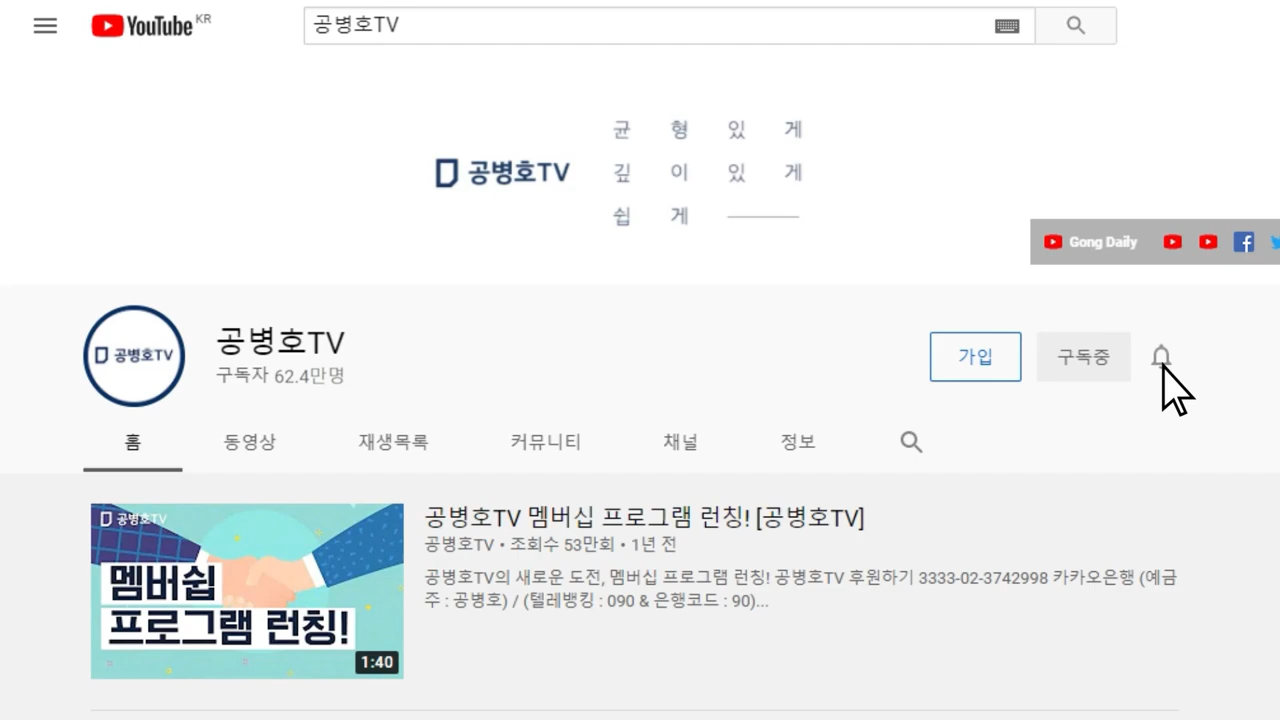 YouTube KR
공병호TV
균 형 있 게
공병호TV
깊 이 있 게
쉽 게
Gong Daily
공병호TV
공병호TV
구독자 62.4만명
가입
구독중
홈 동영상 재생목록 커뮤니티 채널 정보
공병호TV
멤버쉽
프로그램 런칭!
1:40
공병호TV 멤버십 프로그램 런칭! [공병호TV]
공병호TV • 조회수 53만회 • 1년 전
공병호TV의 새로운 도전, 멤버십 프로그램 런칭! 공병호TV 후원하기 3333-02-3742998 카카오은행 (예금
주 : 공병호) / (텔레뱅킹 : 090 & 은행코드 : 90)...